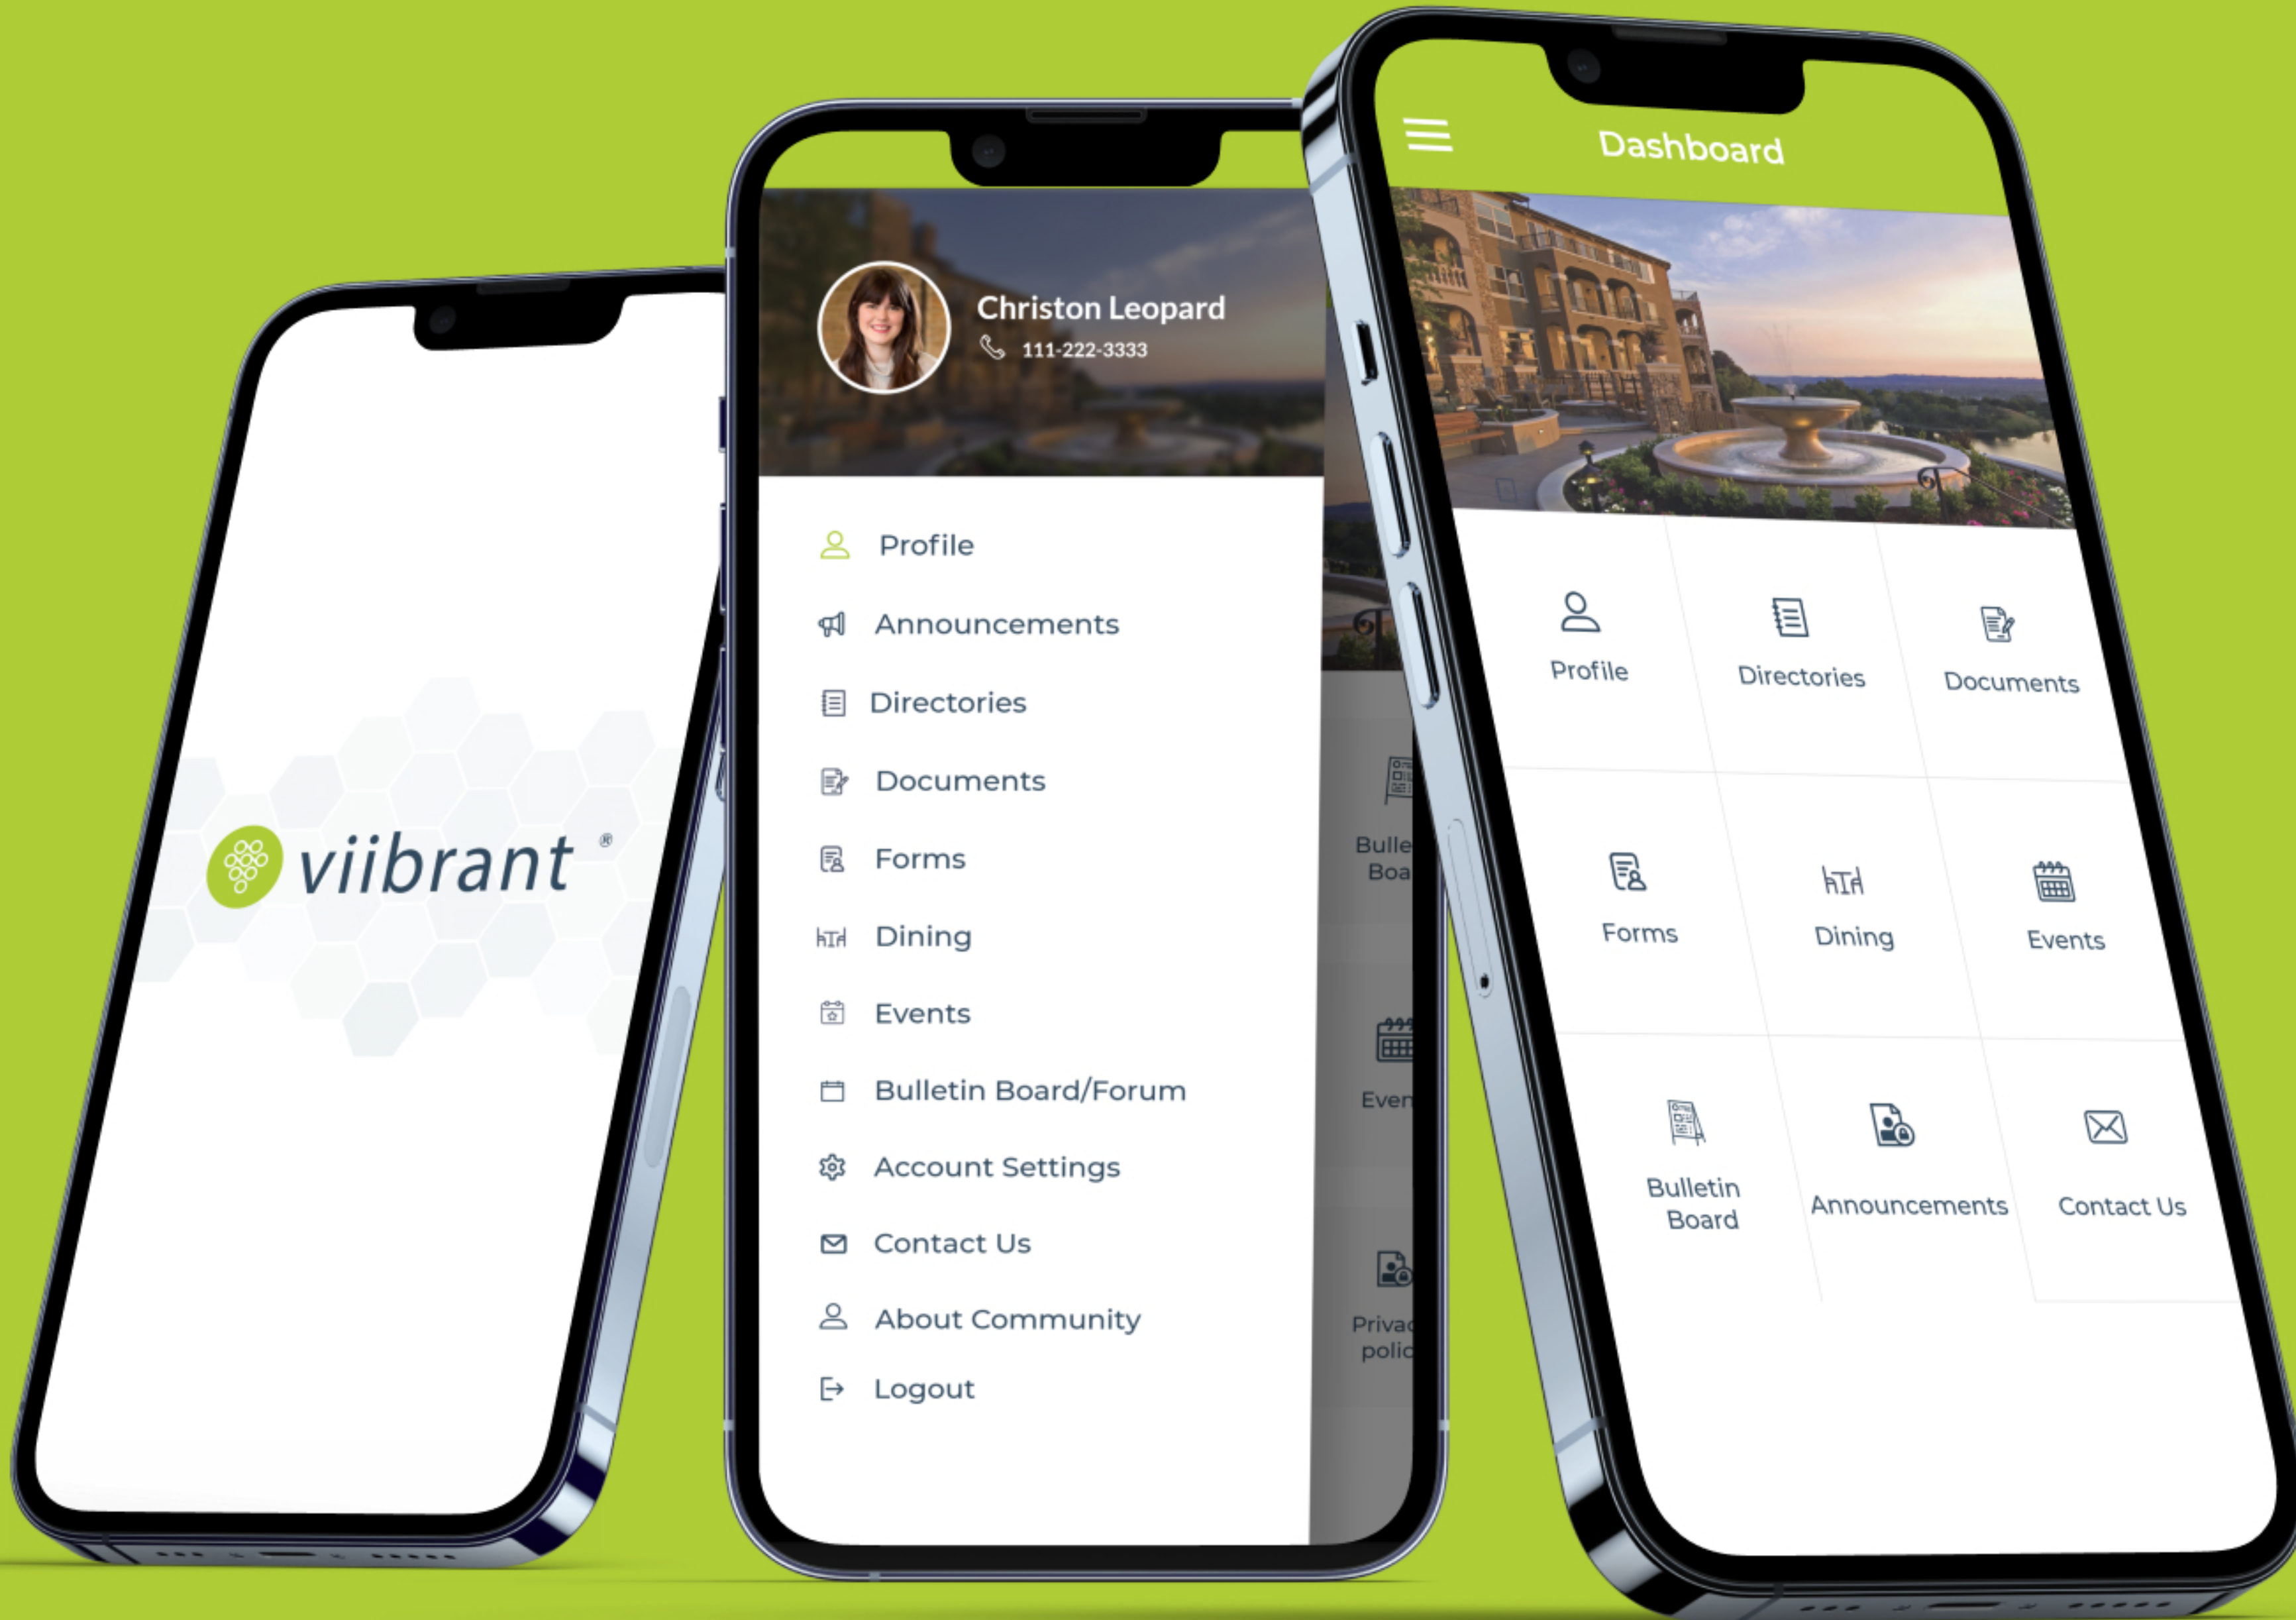 viibrant ®
Christon Leopard
111-222-3333
Profile
Announcements
Directories
Documents
Forms
Dining
Events
Bulletin Board/Forum
Account Settings
Contact Us
About Community
Logout
Dashboard
Profile
Directories
Documents
Forms
Dining
Events
Bulletin
Board
Announcements
Contact Us